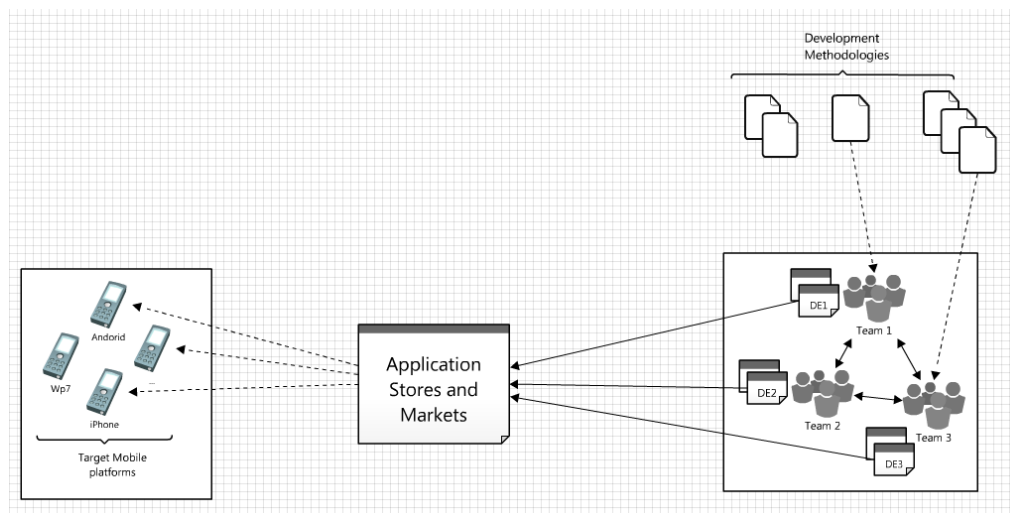 Development
Methodologies
DE1
Team 1
Andorid
Application
Stores and
Markets
DE2
Wp7
...
Team 2
Team 3
iPhone
Target Mobile
platforms
DE3